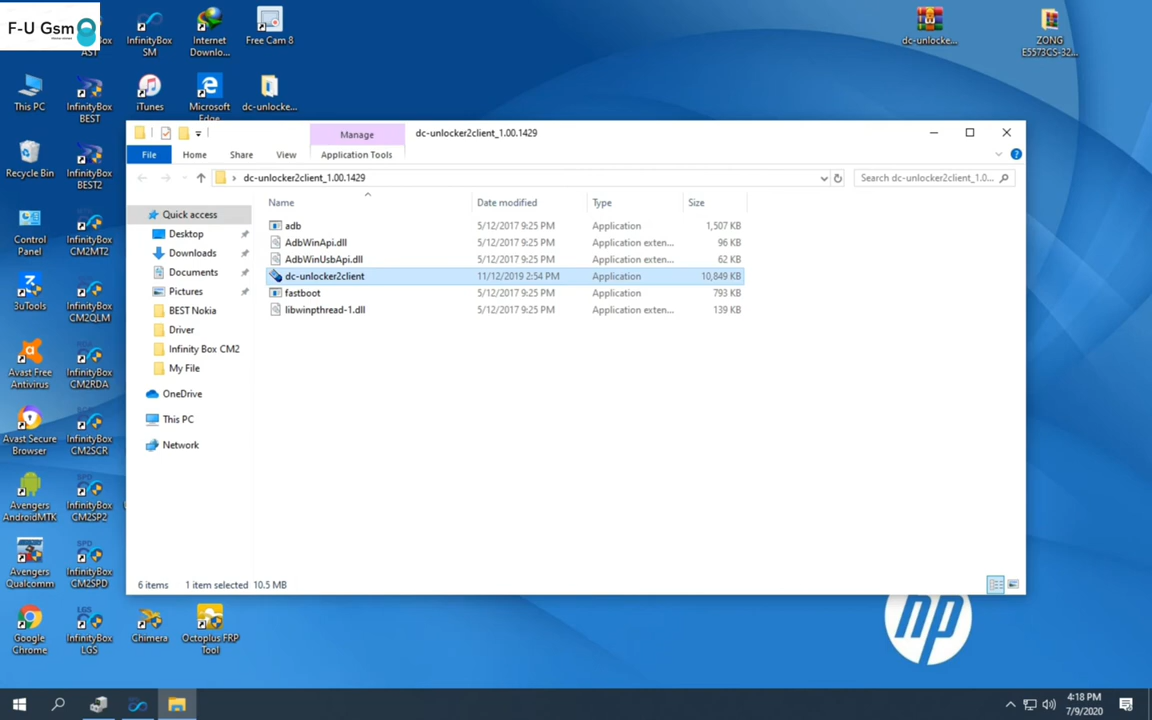 F-U Gsm
InfinityBox
SM
Internet
Downlo...
Free Cam 8
dc-unlocke...
ZONG
E5573CS-32...
This PC
InfinityBox
BEST
iTunes
Microsoft
Edge
dc-unlocke...
Manage
dc-unlocker2client_1.00.1429
File
Home
Share
View
Application Tools
dc-unlocker2client_1.00.1429
Search dc-unlocker2client_1.0...
Name
Date modified
Type
Size
adb
5/12/2017 9:25 PM
Application
1,507 KB
AdbWinApi.dll
5/12/2017 9:25 PM
Application exten...
96 KB
AdbWinUsbApi.dll
5/12/2017 9:25 PM
Application exten...
62 KB
dc-unlocker2client
11/12/2019 2:54 PM
Application
10,849 KB
fastboot
5/12/2017 9:25 PM
Application
793 KB
libwinpthread-1.dll
5/12/2017 9:25 PM
Application exten...
139 KB
Quick access
Desktop
Downloads
Documents
Pictures
BEST Nokia
Driver
Infinity Box CM2
My File
OneDrive
This PC
Network
6 items
1 item selected
10.5 MB
Recycle Bin
InfinityBox
BEST2
Control
Panel
InfinityBox
CM2MT2
3uTools
InfinityBox
CM2QLM
Avast Free
Antivirus
InfinityBox
CM2RDA
Avast Secure
Browser
InfinityBox
CM2SCR
Avengers
AndroidMTK
InfinityBox
CM2SP2
Avengers
Qualcomm
SPD
InfinityBox
CM2SPD
Google
Chrome
LGS
InfinityBox
LGS
Chimera
Octoplus FRP
Tool
hp
4:18 PM
7/9/2020